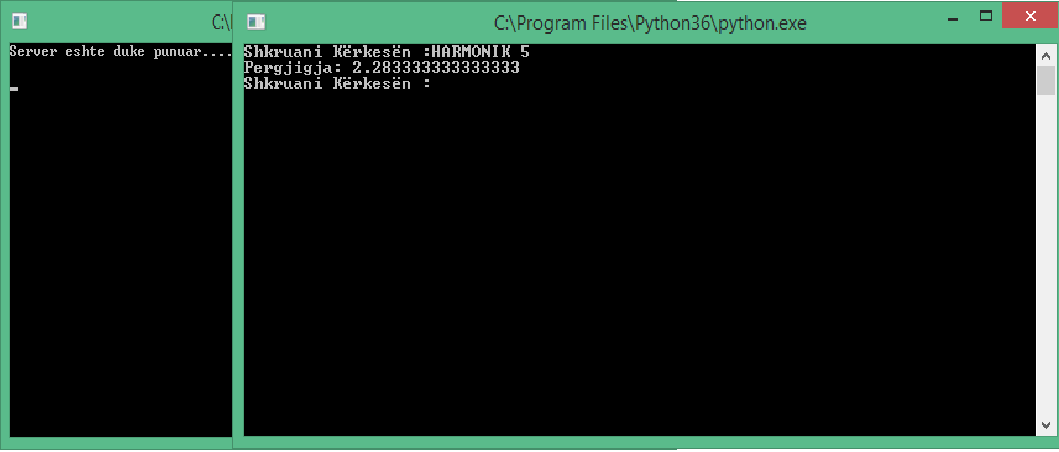 C:\
Server eshte duke punuar....
C:\Program Files\Python36\python.exe
Shkruani Kërkesën :HARMONIK 5
Pergjigja: 2.283333333333333
Shkruani Kërkesën :